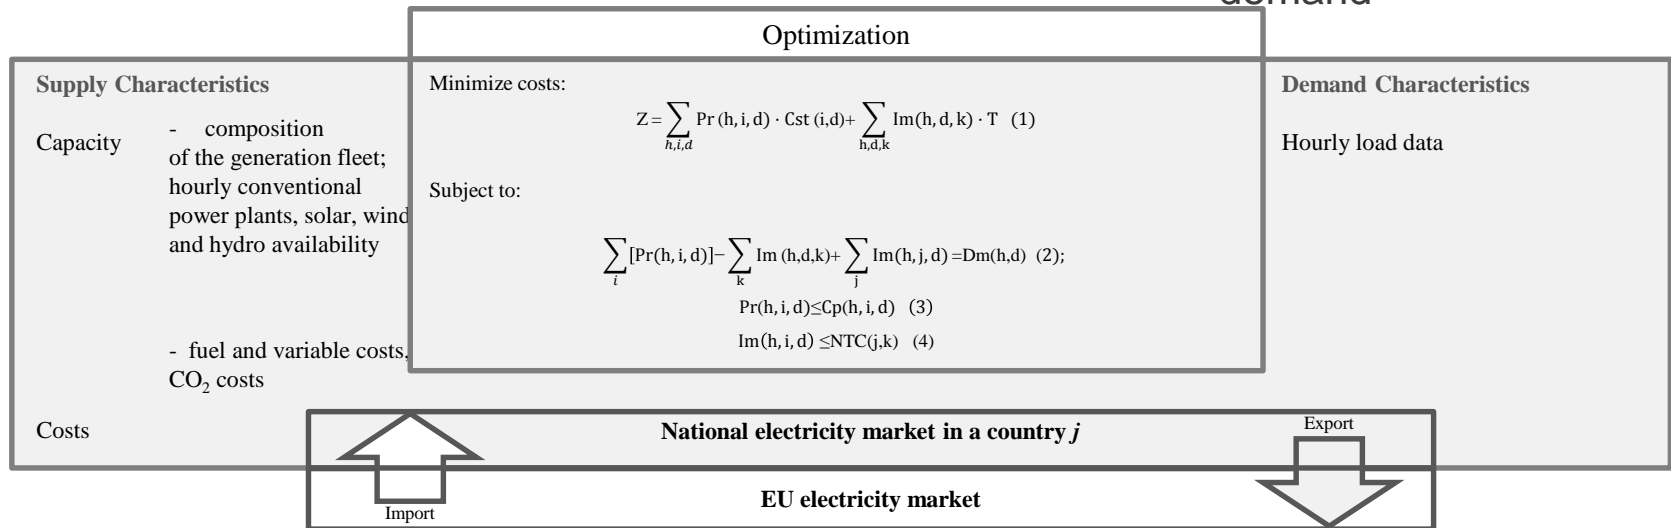 demand
Optimization
Supply Characteristics
Capacity
- composition
of the generation fleet;
hourly conventional
power plants, solar, wind
and hydro availability
- fuel and variable costs,
CO₂ costs
Costs
Minimize costs:
Z = ∑_{h,i,d} Pr (h, i, d) · Cst (i,d)+ ∑_{h,d,k} Im(h, d, k) · T (1)
Subject to:
∑_i [Pr(h, i, d)]− ∑_k Im (h,d,k)+ ∑_j Im(h, j, d) =Dm(h,d) (2);
Pr(h, i, d)≤Cp(h, i, d) (3)
Im(h, i, d) ≤NTC(j,k) (4)
Demand Characteristics
Hourly load data
National electricity market in a country j
Export
EU electricity market
Import